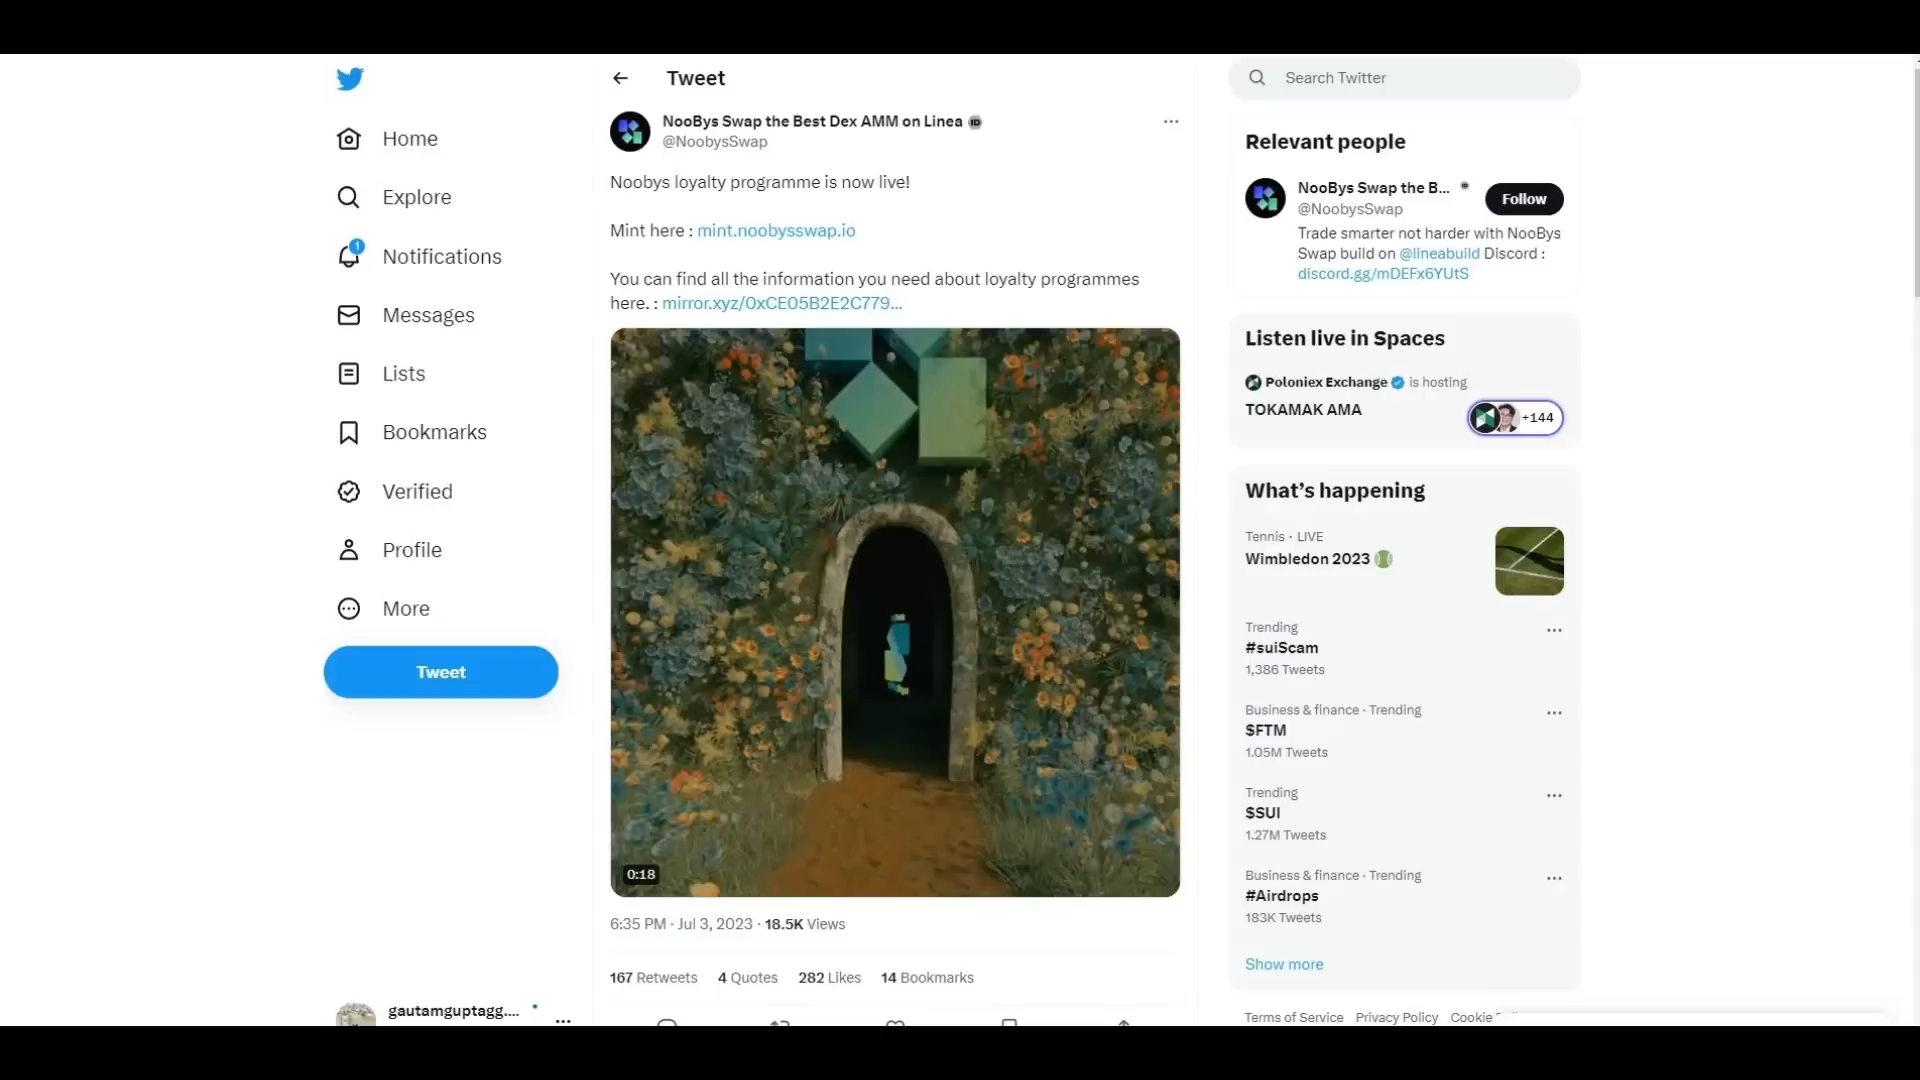 Home
Explore
1
Notifications
Messages
Lists
Bookmarks
Verified
Profile
More
Tweet
gautamguptagg....
Tweet
NooBys Swap the Best Dex AMM on Linea
@NoobysSwap
Noobys loyalty programme is now live!
Mint here : mint.noobysswap.io
You can find all the information you need about loyalty programmes
here. : mirror.xyz/0xCE05B2E2C779...
0:18
6:35 PM · Jul 3, 2023 · 18.5K Views
167 Retweets 4 Quotes 282 Likes 14 Bookmarks
Search Twitter
Relevant people
NooBys Swap the B...
@NoobysSwap
Follow
Trade smarter not harder with NooBys
Swap build on @lineabuild Discord :
discord.gg/mDEFx6YUtS
Listen live in Spaces
Poloniex Exchange is hosting
TOKAMAK AMA
+144
What's happening
Tennis · LIVE
Wimbledon 2023
Trending
#suiScam
1,386 Tweets
Business & finance · Trending
$FTM
1.05M Tweets
Trending
$SUI
1.27M Tweets
Business & finance · Trending
#Airdrops
183K Tweets
Show more
Terms of Service Privacy Policy Cookie